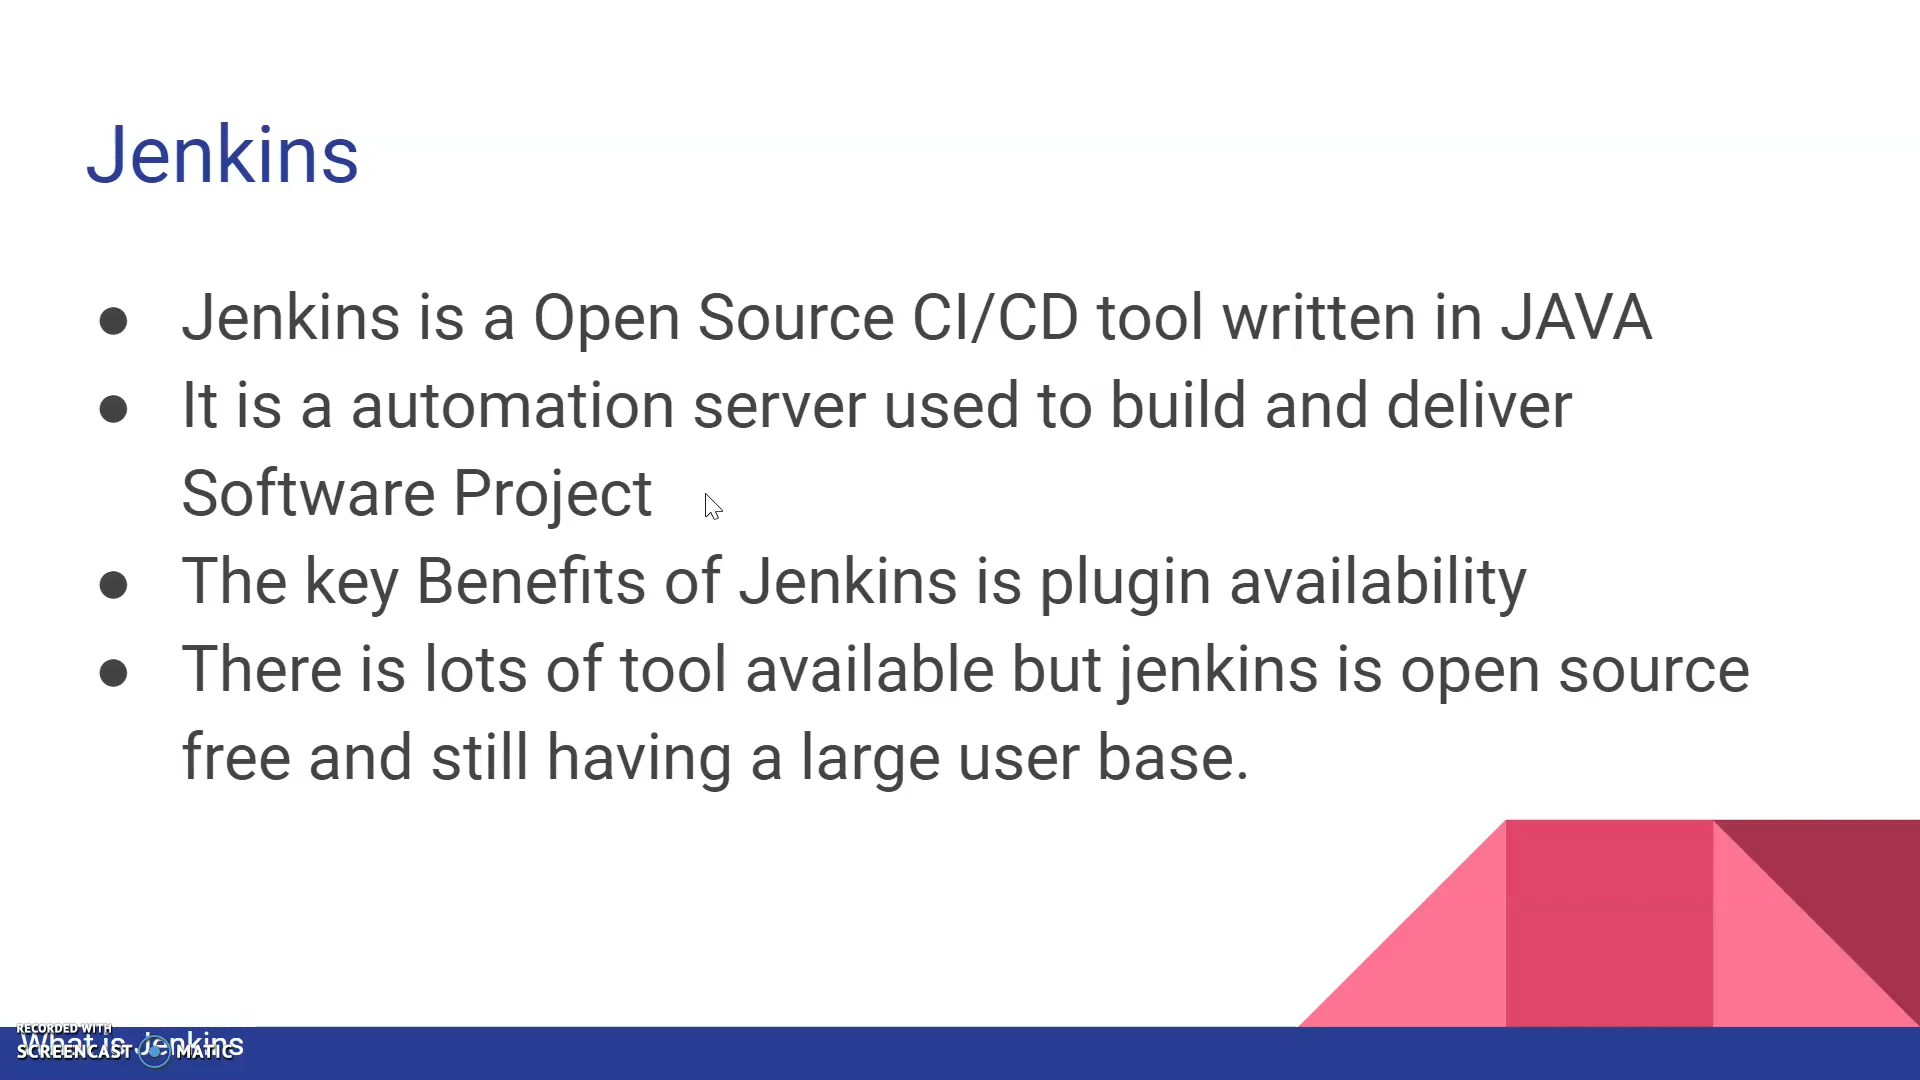 Jenkins
● Jenkins is a Open Source CI/CD tool written in JAVA
● It is a automation server used to build and deliver
Software Project
● The key Benefits of Jenkins is plugin availability
● There is lots of tool available but jenkins is open source
free and still having a large user base.
RECORDED WITH
What is Jenkins
SCREENCAST MATIC